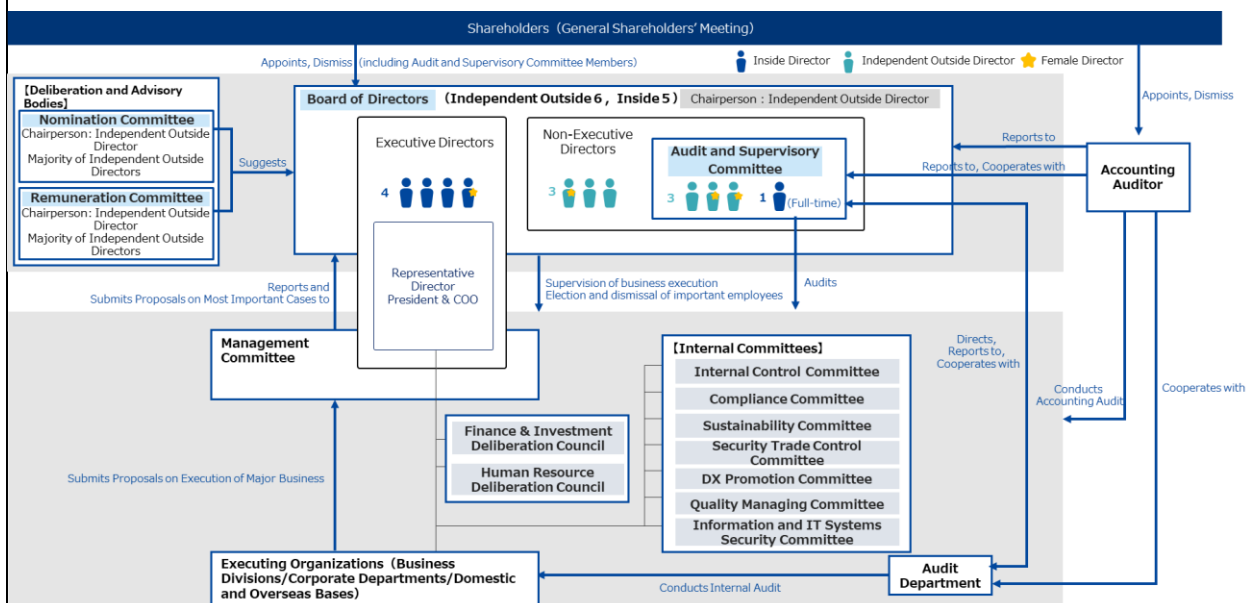 Shareholders (General Shareholders' Meeting)
Appoints, Dismiss (including Audit and Supervisory Committee Members)
Inside Director
Independent Outside Director
Female Director
【Deliberation and Advisory
Bodies】
Nomination Committee
Chairperson: Independent Outside
Director
Majority of Independent Outside
Directors
Remuneration Committee
Chairperson: Independent Outside
Director
Majority of Independent Outside
Directors
Suggests
Board of Directors (Independent Outside 6, Inside 5)
Chairperson : Independent Outside Director
Executive Directors
4
Non-Executive
Directors
3
Audit and Supervisory
Committee
3
1
(Full-time)
Appoints, Dismiss
Reports to
Reports to, Cooperates with
Accounting
Auditor
Representative
Director
President & COO
Reports and
Submits Proposals on Most Important Cases to
Supervision of business execution
Election and dismissal of important employees
Audits
Management
Committee
【Internal Committees】
Internal Control Committee
Compliance Committee
Sustainability Committee
Security Trade Control
Committee
DX Promotion Committee
Quality Managing Committee
Information and IT Systems
Security Committee
Directs,
Reports to,
Cooperates with
Conducts
Accounting Audit
Cooperates with
Finance & Investment
Deliberation Council
Human Resource
Deliberation Council
Submits Proposals on Execution of Major Business
Executing Organizations (Business
Divisions/Corporate Departments/Domestic
and Overseas Bases)
Conducts Internal Audit
Audit
Department